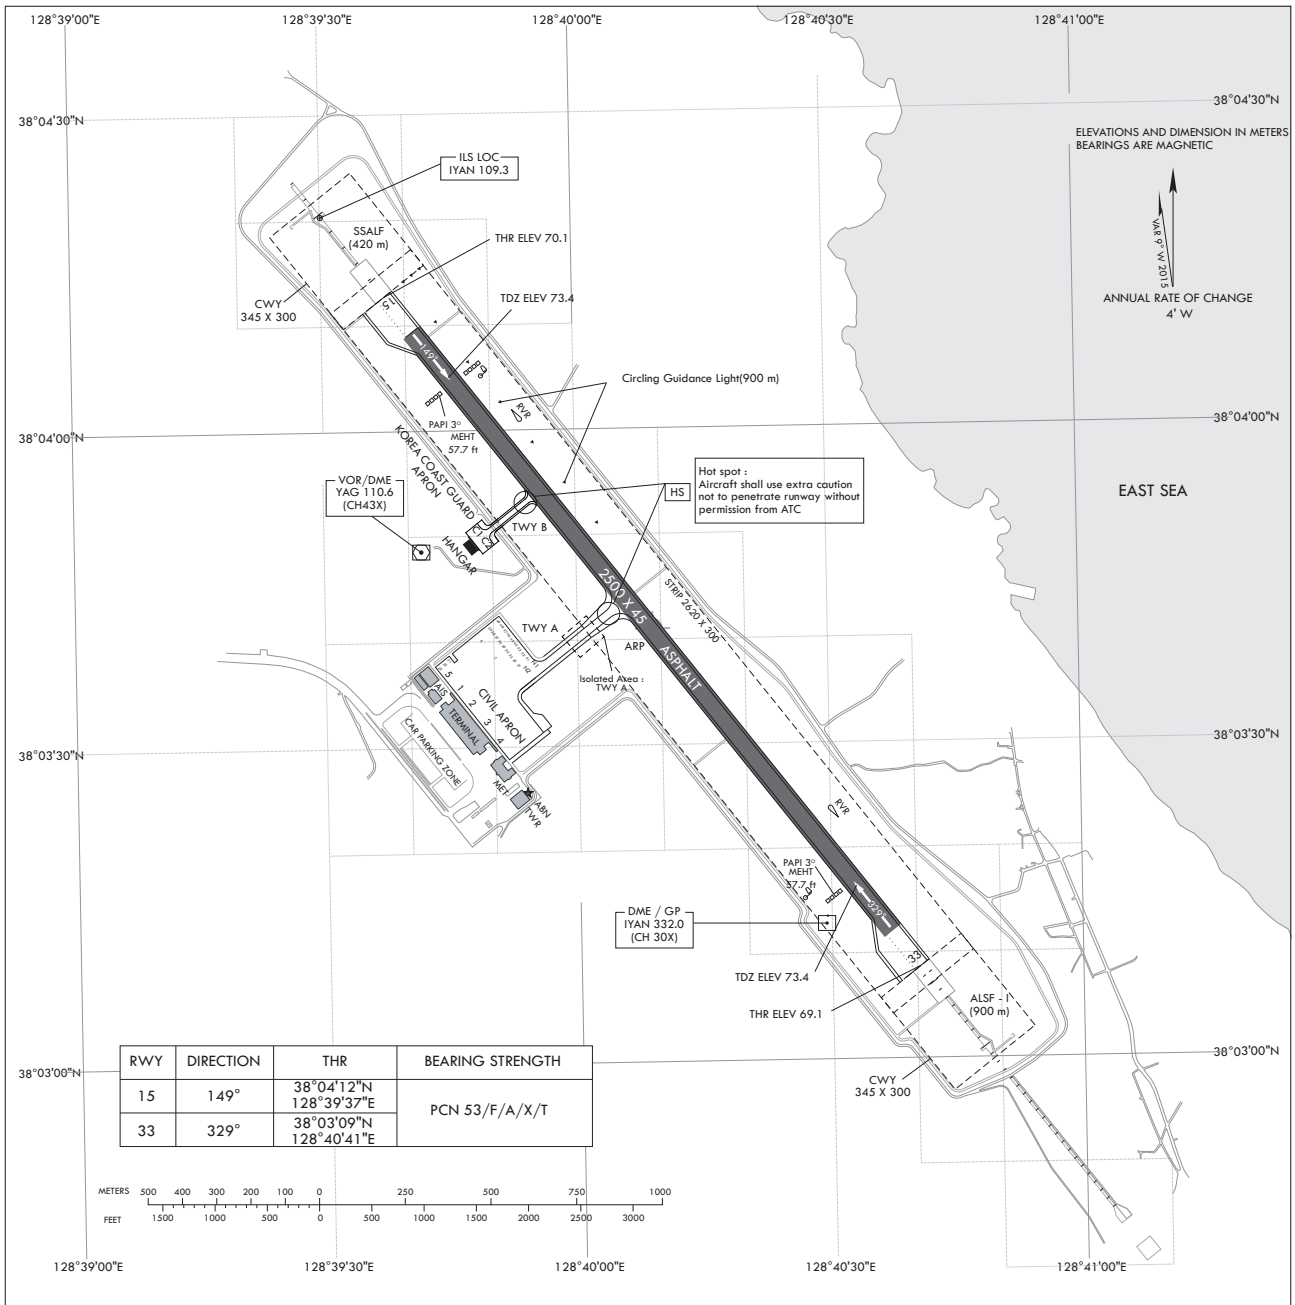 128°39'00"E
128°39'30"E
128°40'00"E
128°40'30"E
128°41'00"E
38°04'30"N
38°04'30"N
ELEVATIONS AND DIMENSION IN METERS
BEARINGS ARE MAGNETIC
VAR 9° W 2015
ANNUAL RATE OF CHANGE
4' W
ILS LOC
IYAN 109.3
SSALF
(420 m)
THR ELEV 70.1
CWY
345 X 300
15
TDZ ELEV 73.4
149°
Circling Guidance Light(900 m)
RVR
PAPI 3°
MEHT
57.7 ft
38°04'00"N
38°04'00"N
KOREA COAST GUARD
APRON
VOR/DME
YAG 110.6
(CH43X)
HS
Hot spot :
Aircraft shall use extra caution
not to penetrate runway without
permission from ATC
EAST SEA
C1 C2
TWY B
HANGAR
2500 X 45
ASPHALT
STRIP 2620 X 300
TWY A
ARP
H1
H2
Isolated Area :
TWY A
5
1
2
3
4
AIS
CIVIL APRON
TERMINAL
CAR PARKING ZONE
38°03'30"N
38°03'30"N
MET
ABN
TWR
RVR
PAPI 3°
MEHT
57.7 ft
329°
DME / GP
IYAN 332.0
(CH 30X)
33
TDZ ELEV 73.4
THR ELEV 69.1
ALSF - I
(900 m)
38°03'00"N
38°03'00"N
CWY
345 X 300
RWY DIRECTION THR BEARING STRENGTH
15 149° 38°04'12"N
128°39'37"E
PCN 53/F/A/X/T
33 329° 38°03'09"N
128°40'41"E
METERS 500 400 300 200 100 0 250 500 750 1000
FEET 1500 1000 500 0 500 1000 1500 2000 2500 3000
128°39'00"E
128°39'30"E
128°40'00"E
128°40'30"E
128°41'00"E